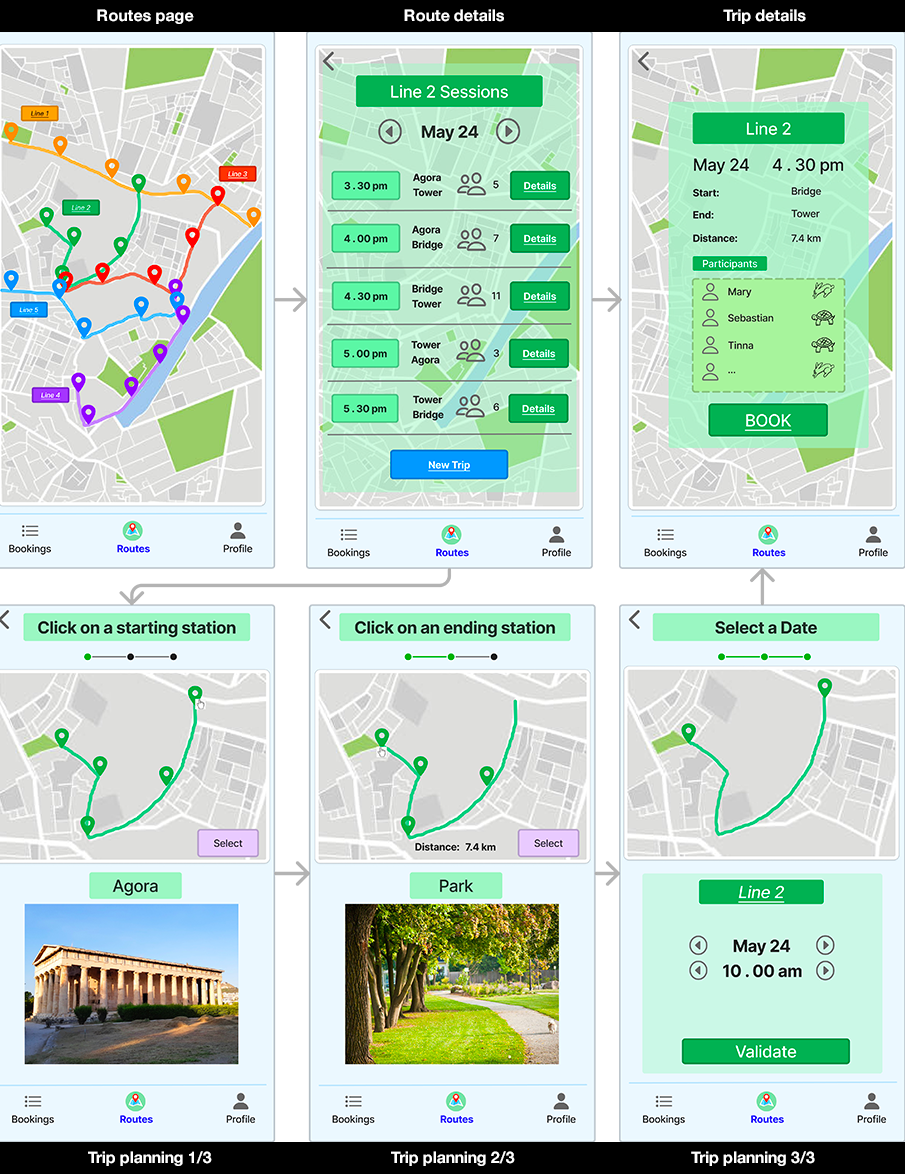 Routes page
Route details
Trip details
Line 1
Line 3
Line 2
Line 5
Line 4
Bookings
Routes
Profile
Line 2 Sessions
May 24
3 . 30 pm
Agora
Tower
5
Details
4 . 00 pm
Agora
Bridge
7
Details
4 . 30 pm
Bridge
Tower
11
Details
5 . 00 pm
Tower
Agora
3
Details
5 . 30 pm
Tower
Bridge
6
Details
New Trip
Bookings
Routes
Profile
Line 2
May 24 4 . 30 pm
Start: Bridge
End: Tower
Distance: 7.4 km
Participants
Mary
Sebastian
Tinna
...
BOOK
Bookings
Routes
Profile
Click on a starting station
Select
Agora
Bookings
Routes
Profile
Click on an ending station
Distance: 7.4 km
Select
Park
Bookings
Routes
Profile
Select a Date
Line 2
May 24
10 . 00 am
Validate
Bookings
Routes
Profile
Trip planning 1/3
Trip planning 2/3
Trip planning 3/3